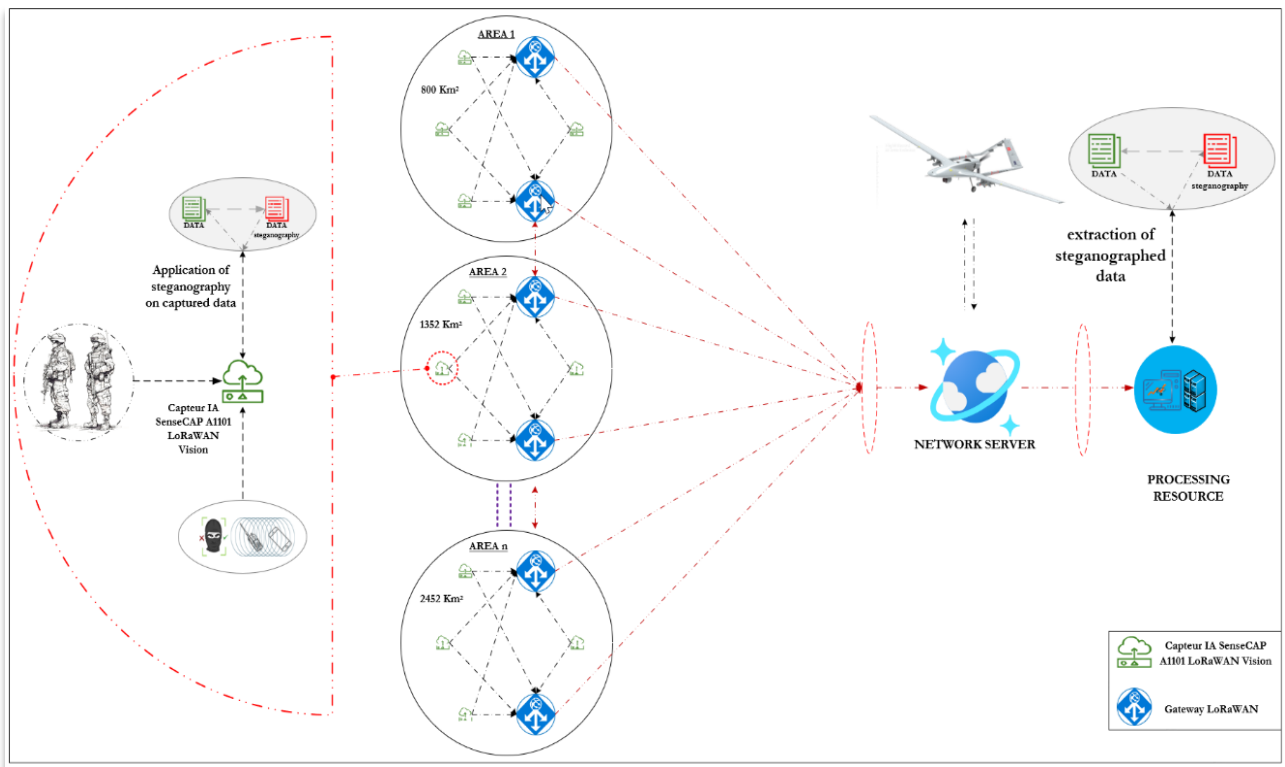 DATA
DATA
steganography
Application of
steganography
on captured data
Capteur IA
SenseCAP A1101
LoRaWAN
Vision
AREA 1
800 Km²
AREA 2
1352 Km²
AREA n
2452 Km²
NETWORK SERVER
DATA
DATA
steganography
extraction of
steganographed
data
PROCESSING
RESOURCE
Capteur IA SenseCAP
A1101 LoRaWAN Vision
Gateway LoRaWAN